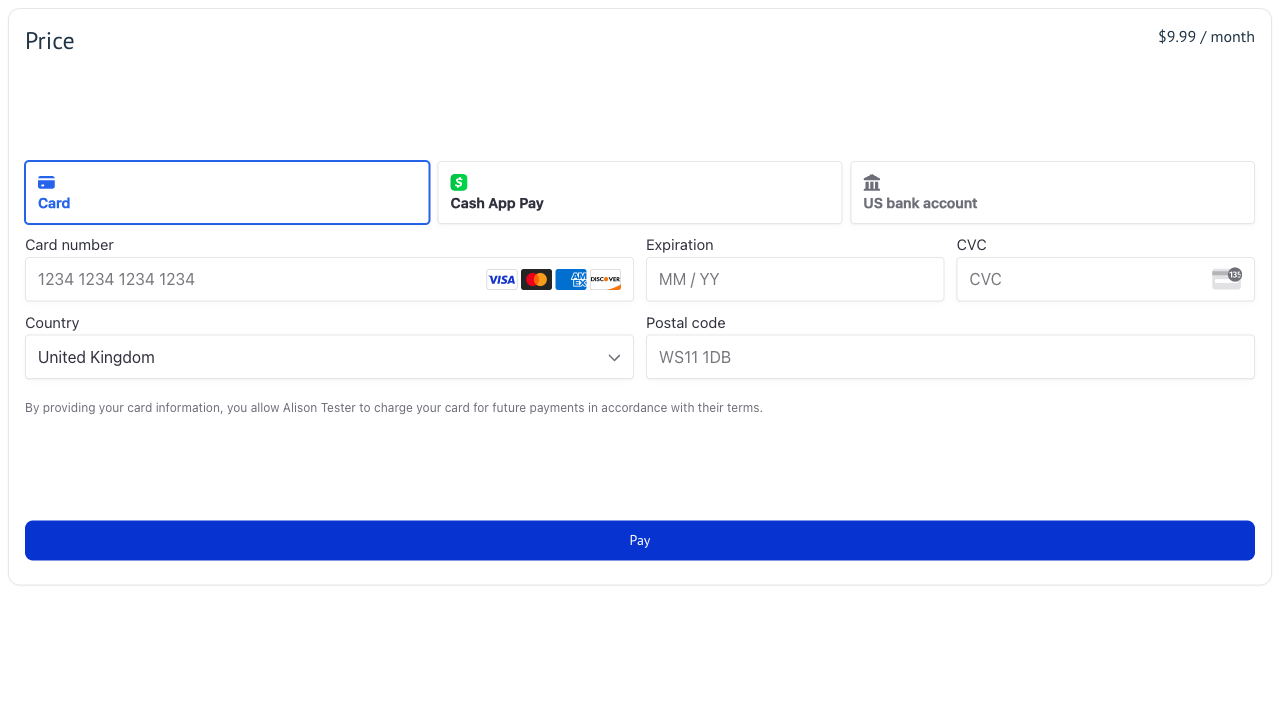 Price
$9.99 / month
Card
Cash App Pay
US bank account
Card number
Expiration
CVC
1234 1234 1234 1234
VISA
AMEX
DISCOVER
MM / YY
CVC
135
Country
Postal code
United Kingdom
WS11 1DB
By providing your card information, you allow Alison Tester to charge your card for future payments in accordance with their terms.
Pay